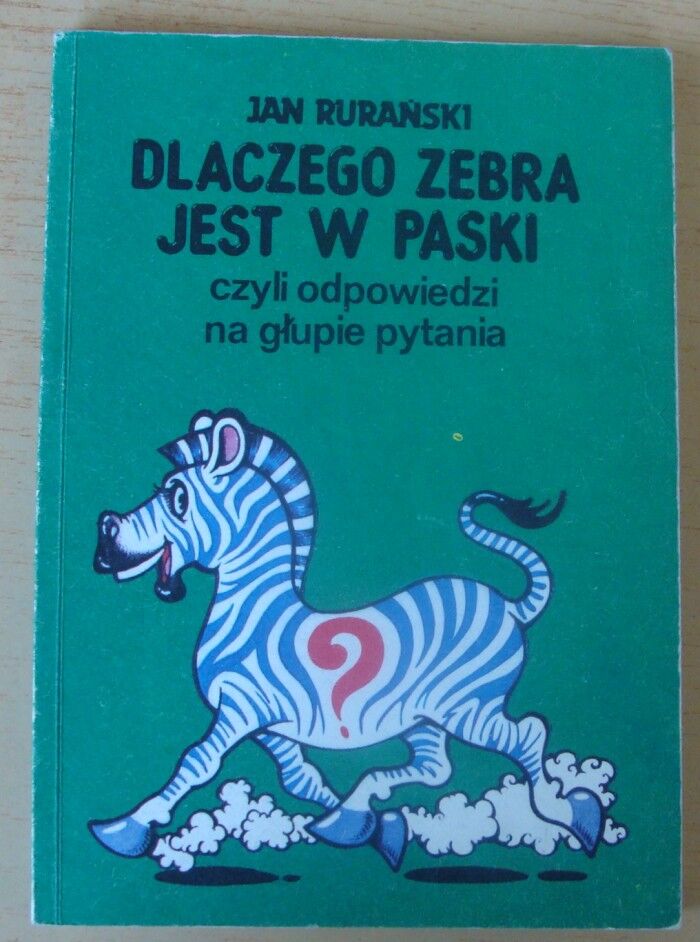 JAN RURAŃSKI
DLACZEGO ZEBRA
JEST W PASKI
czyli odpowiedzi
na głupie pytania
?